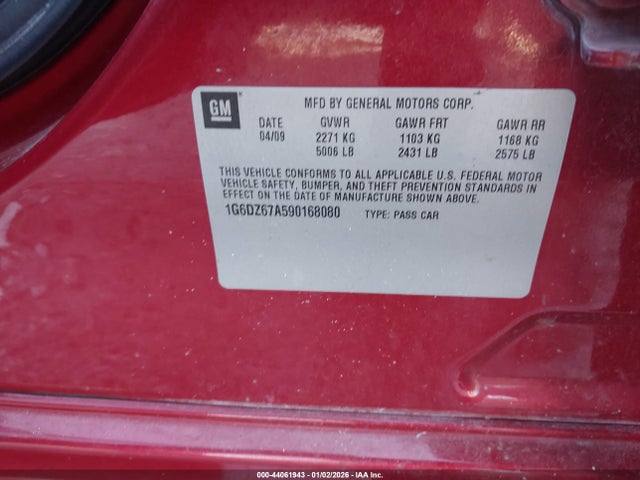 GM
MFD BY GENERAL MOTORS CORP.
DATE GVWR GAWR FRT GAWR RR
04/09 2271 KG 1103 KG 1168 KG
5006 LB 2431 LB 2575 LB
THIS VEHICLE CONFORMS TO ALL APPLICABLE U.S. FEDERAL MOTOR
VEHICLE SAFETY, BUMPER, AND THEFT PREVENTION STANDARDS IN
EFFECT ON THE DATE OF MANUFACTURE SHOWN ABOVE.
1G6DZ67A590168080 TYPE: PASS CAR
000-44061943 - 01/02/2026 - IAA Inc.